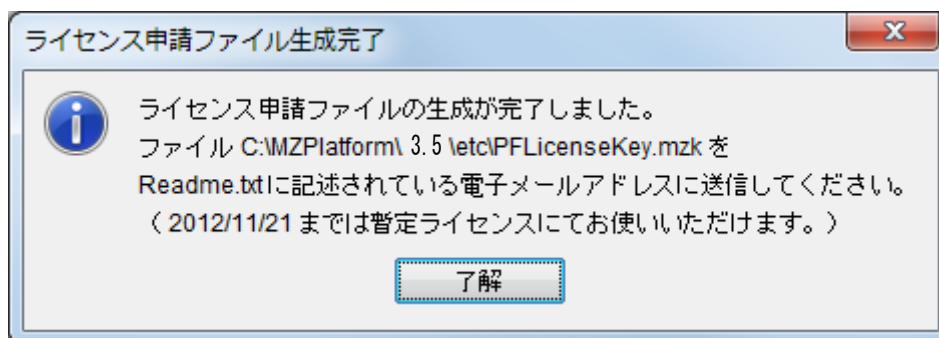 ライセンス申請ファイル生成完了
ライセンス申請ファイルの生成が完了しました。
ファイル C:\MZPlatform\ 3.5 \etc\PFLicenseKey.mzk を
Readme.txtに記述されている電子メールアドレスに送信してください。
（ 2012/11/21 までは暫定ライセンスにてお使いいただけます。）
了解